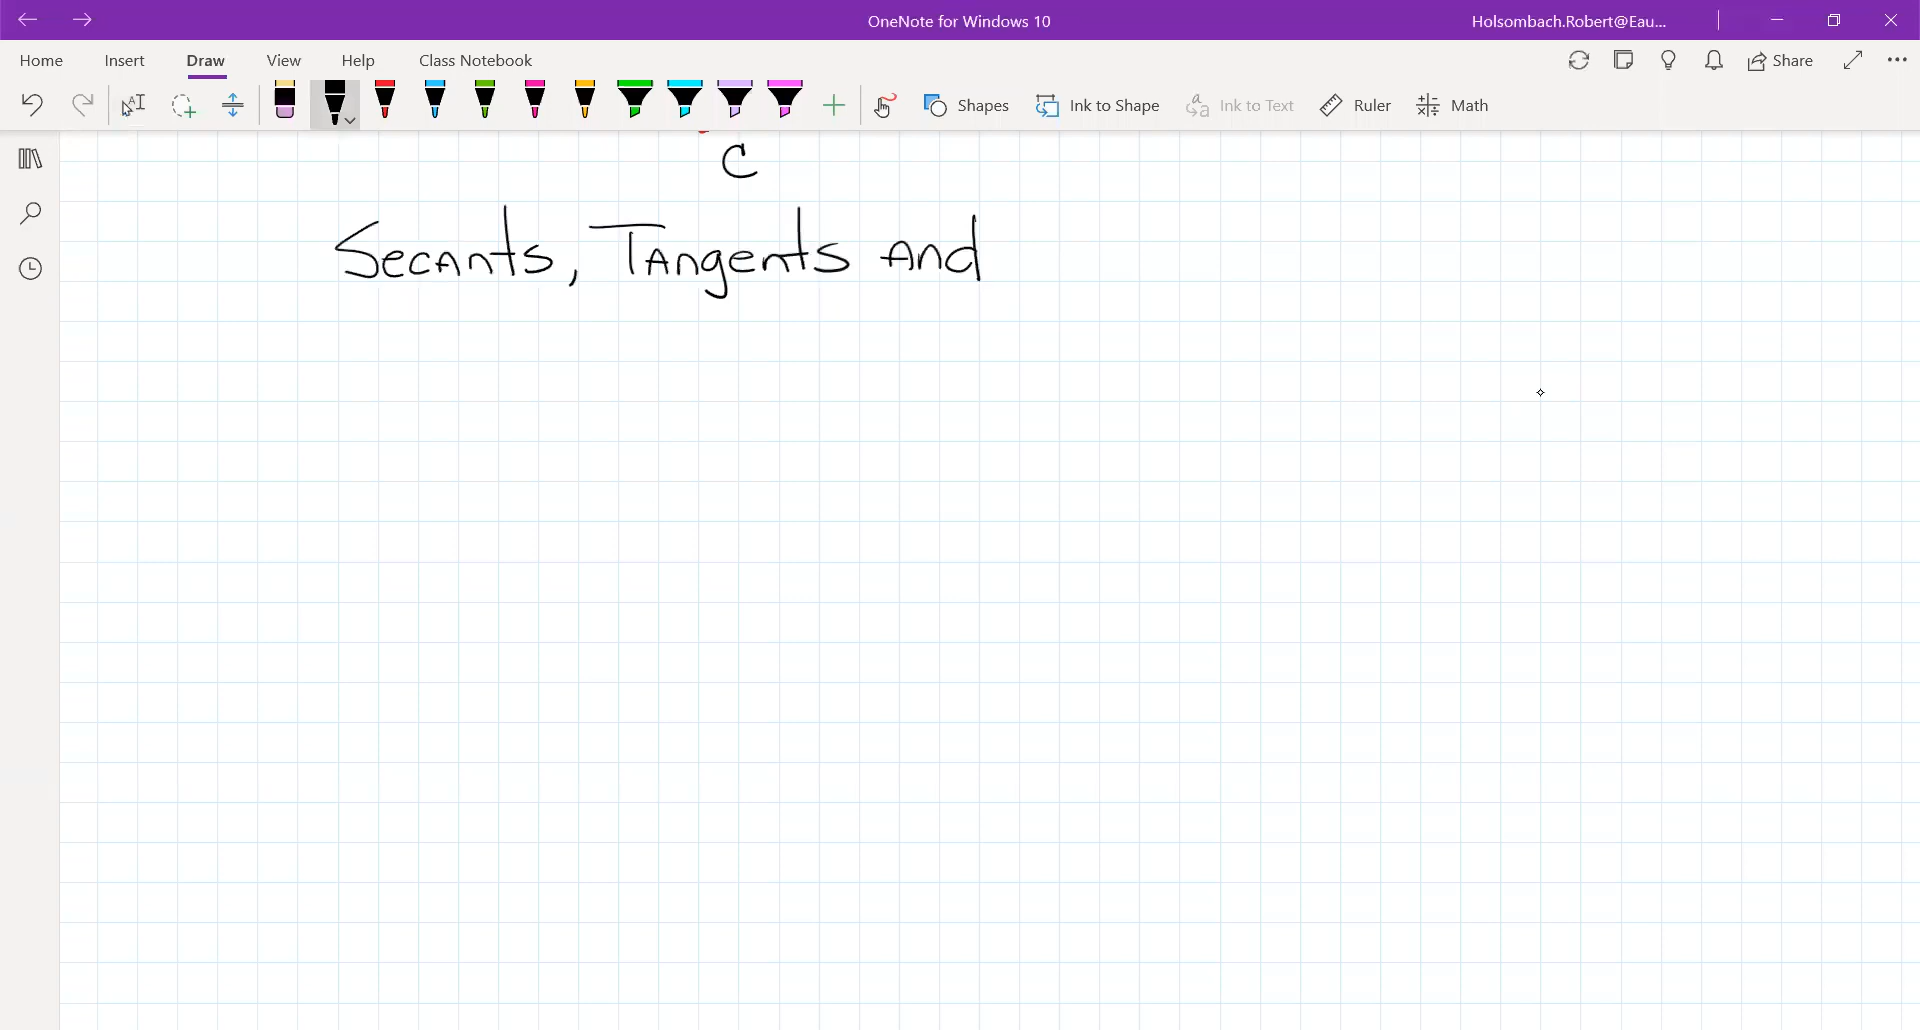 OneNote for Windows 10
Holsombach.Robert@Eau...
Home Insert Draw View Help Class Notebook
Share
Shapes Ink to Shape Ink to Text Ruler Math
C
Secants, Tangents And